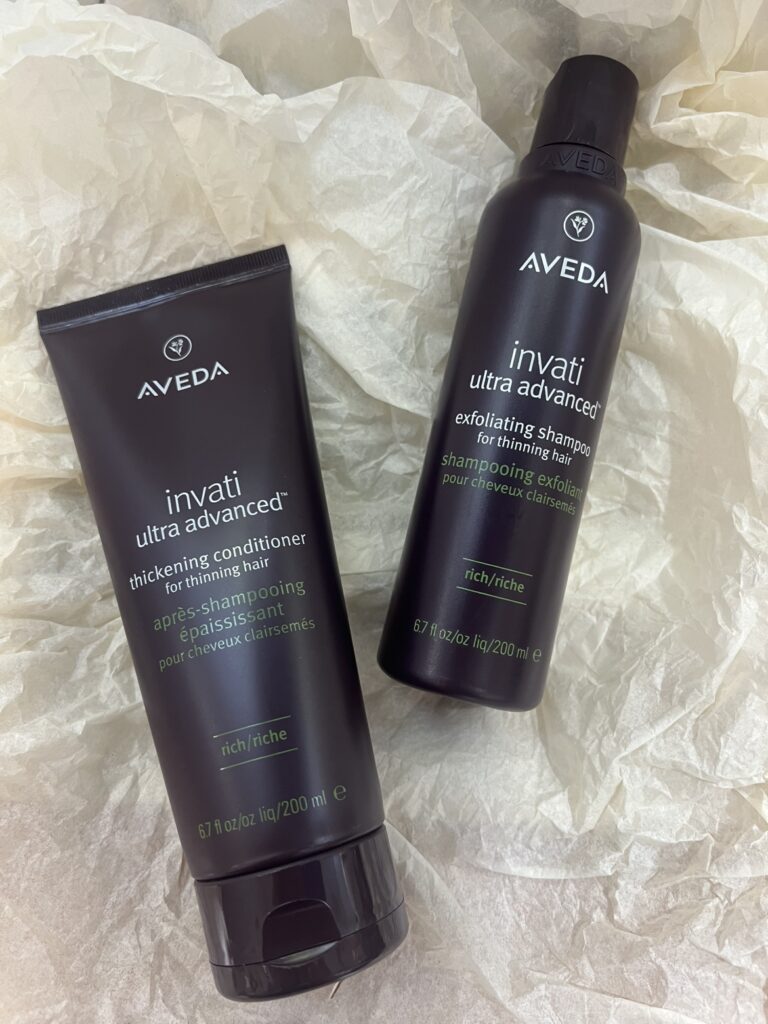 AVEDA
invati
ultra advanced™
thickening conditioner
for thinning hair
après-shampooing
épaississant
pour cheveux clairsemés
rich/riche
6.7 fl oz/oz liq/200 ml ℮
AVEDA
AVEDA
invati
ultra advanced™
exfoliating shampoo
for thinning hair
shampooing exfoliant
pour cheveux clairsemés
rich/riche
6.7 fl oz/oz liq/200 ml ℮